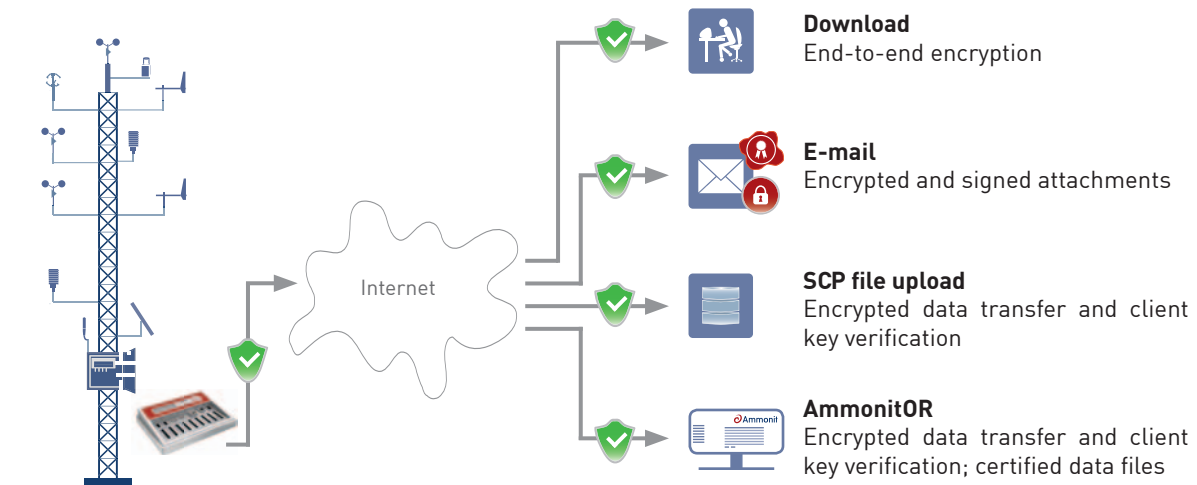 Download
End-to-end encryption
E-mail
Encrypted and signed attachments
Internet
SCP file upload
Encrypted data transfer and client
key verification
AmmonitOR
Ammonit
Encrypted data transfer and client
key verification; certified data files